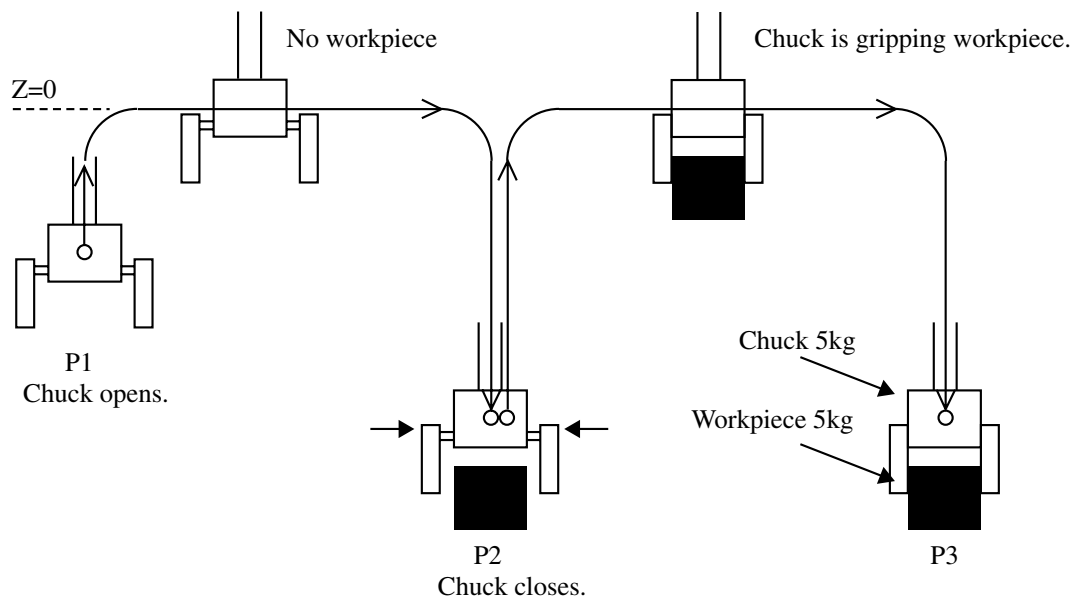 No workpiece
Chuck is gripping workpiece.
Z=0
P1
Chuck opens.
Chuck 5kg
Workpiece 5kg
P2
Chuck closes.
P3